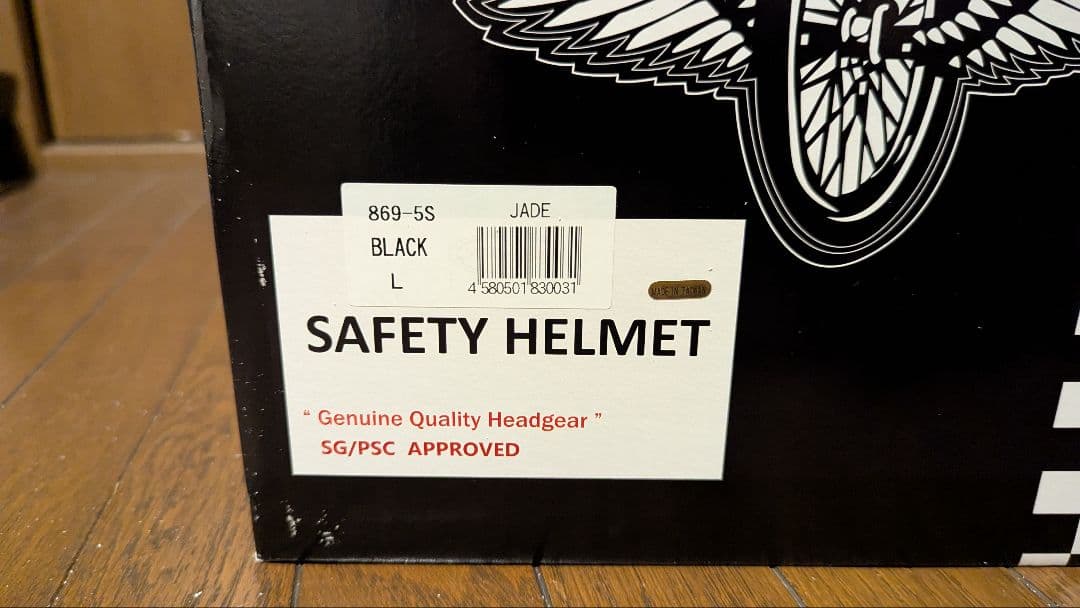 869-5S JADE
BLACK
L
4 580501 830031
MADE IN TAIWAN
SAFETY HELMET
“ Genuine Quality Headgear ”
SG/PSC APPROVED